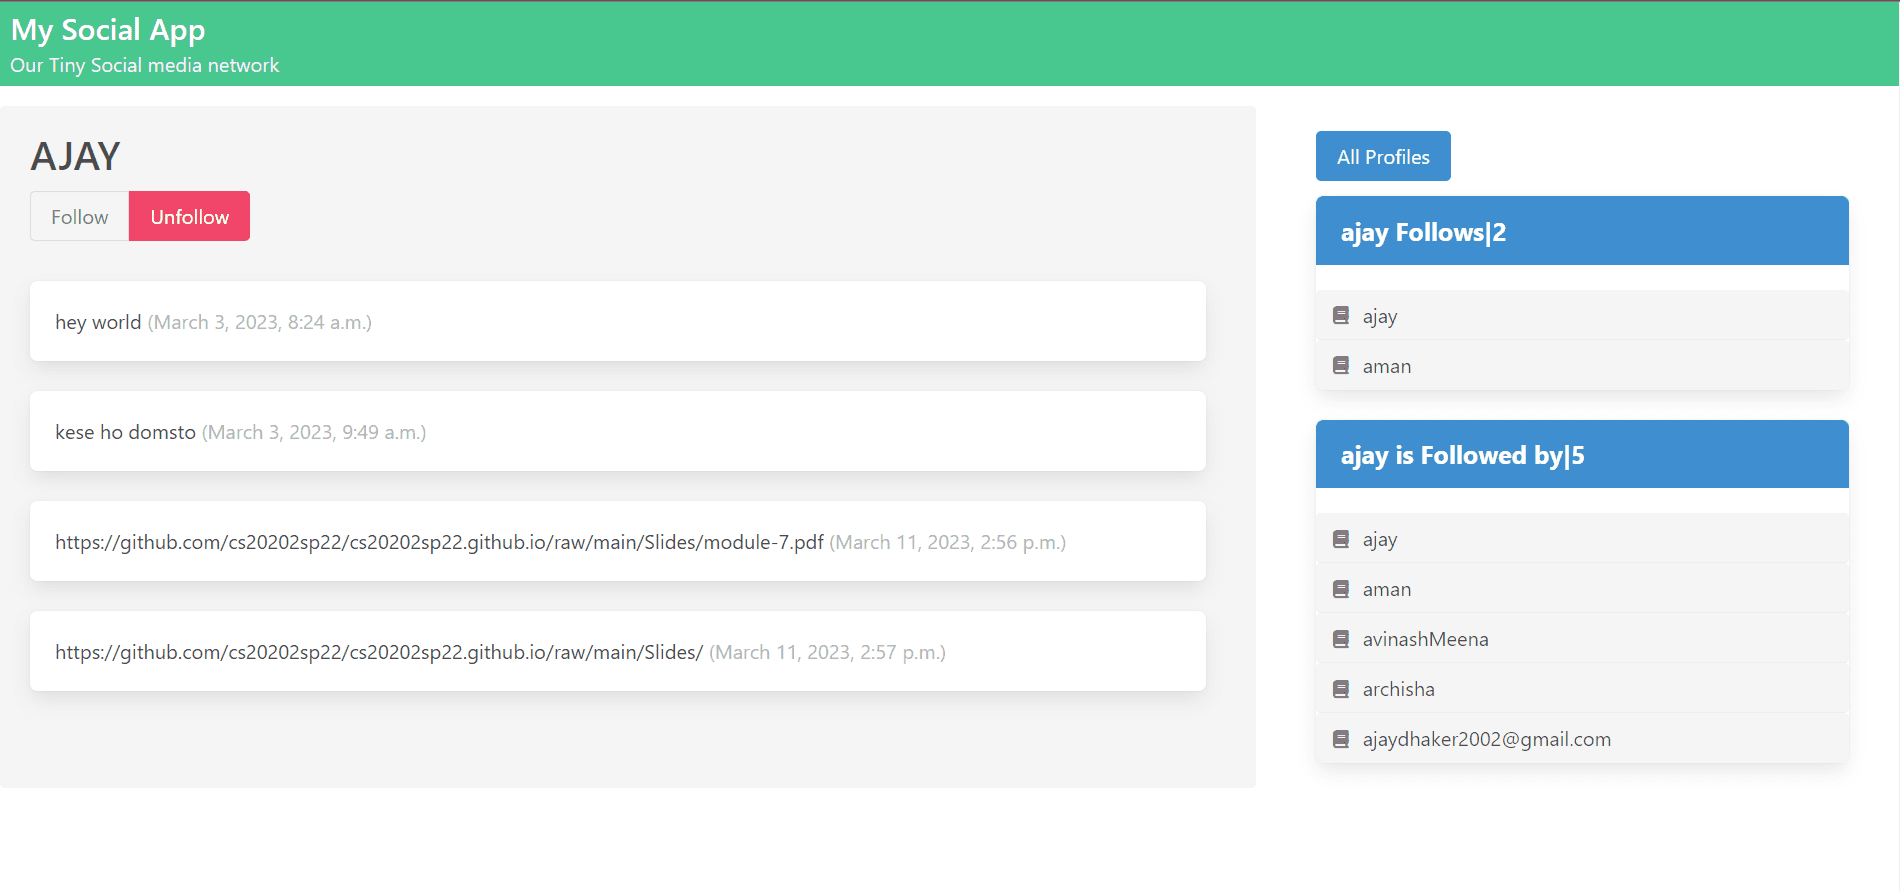 My Social App
Our Tiny Social media network
AJAY
Follow
Unfollow
hey world (March 3, 2023, 8:24 a.m.)
kese ho domsto (March 3, 2023, 9:49 a.m.)
https://github.com/cs20202sp22/cs20202sp22.github.io/raw/main/Slides/module-7.pdf (March 11, 2023, 2:56 p.m.)
https://github.com/cs20202sp22/cs20202sp22.github.io/raw/main/Slides/ (March 11, 2023, 2:57 p.m.)
All Profiles
ajay Follows|2
ajay
aman
ajay is Followed by|5
ajay
aman
avinashMeena
archisha
ajaydhaker2002@gmail.com